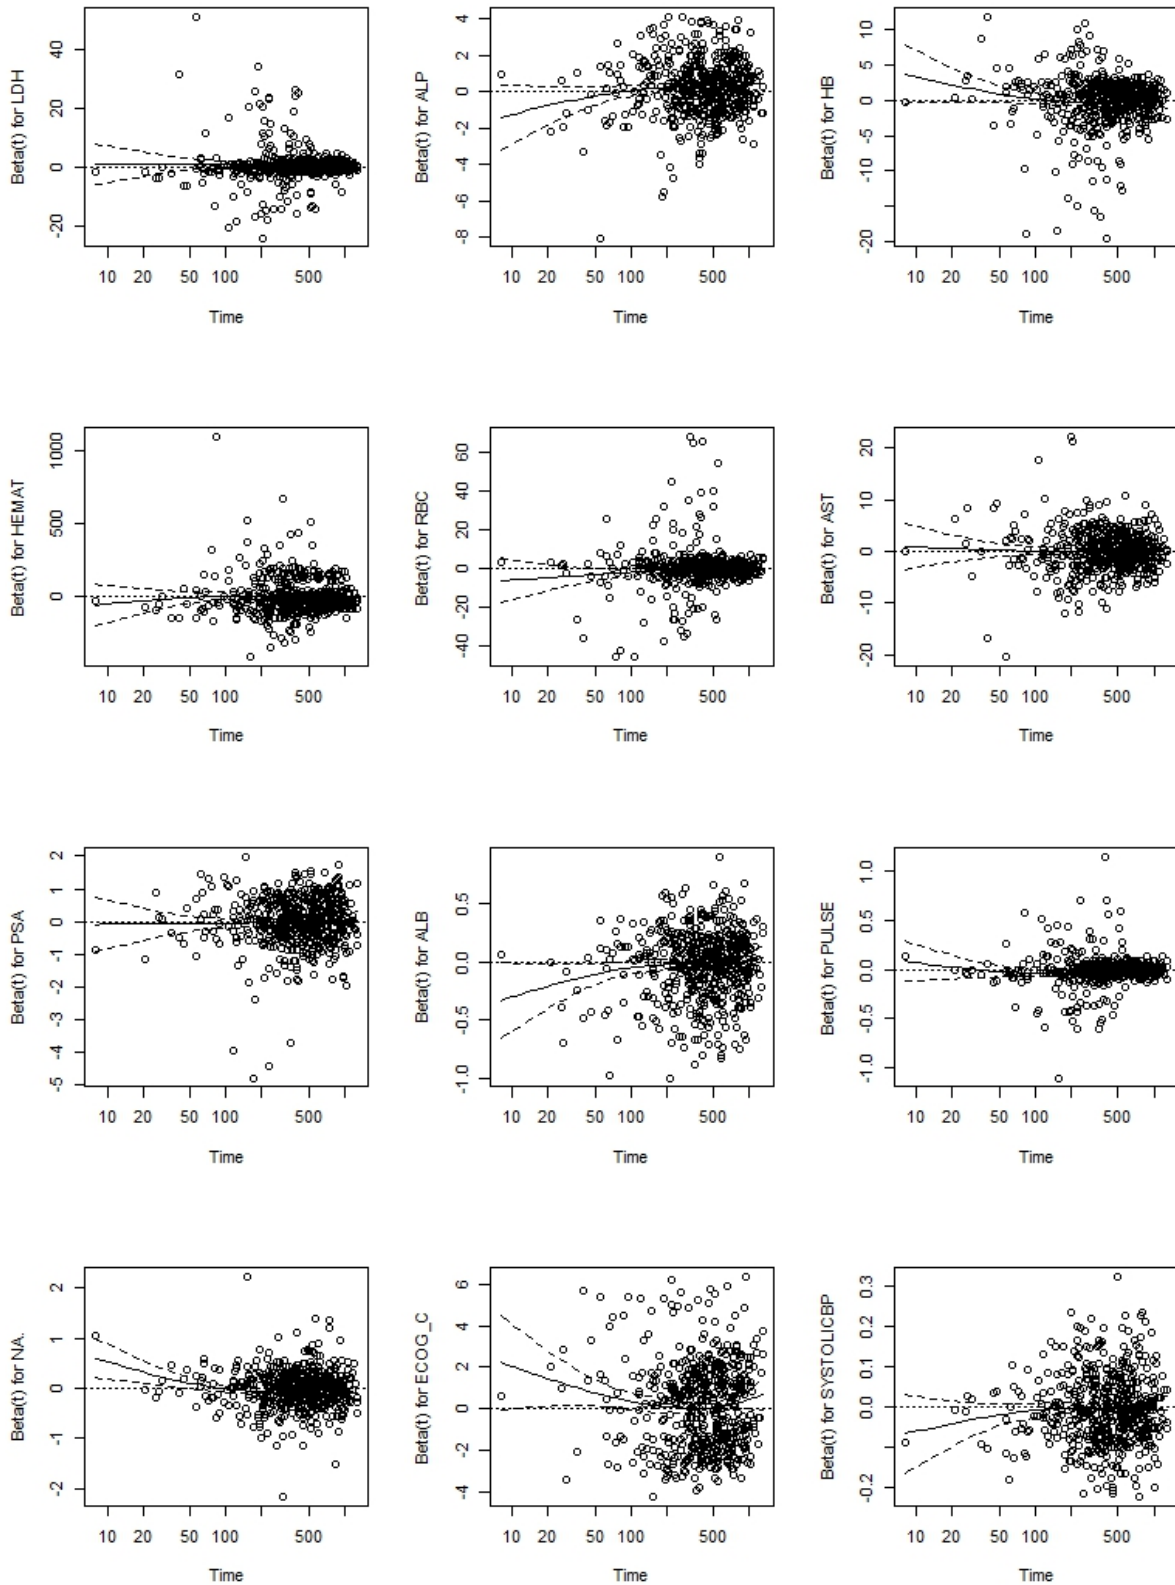 Beta(t) for LDH
40
20
0
-20
10 20 50 100 500
Time
Beta(t) for ALP
4
2
0
-2
-4
-6
-8
10 20 50 100 500
Time
Beta(t) for HB
10
5
0
-5
-10
-20
10 20 50 100 500
Time
Beta(t) for HEMAT
1000
500
0
10 20 50 100 500
Time
Beta(t) for RBC
60
40
20
0
-20
-40
10 20 50 100 500
Time
Beta(t) for AST
20
10
0
-10
-20
10 20 50 100 500
Time
Beta(t) for PSA
2
1
0
-1
-2
-3
-4
-5
10 20 50 100 500
Time
Beta(t) for ALB
0.5
0.0
-0.5
-1.0
10 20 50 100 500
Time
Beta(t) for PULSE
1.0
0.5
0.0
-0.5
-1.0
10 20 50 100 500
Time
Beta(t) for NA.
2
1
0
-1
-2
10 20 50 100 500
Time
Beta(t) for ECOG_C
6
4
2
0
-2
-4
10 20 50 100 500
Time
Beta(t) for SYSTOLICBP
0.3
0.2
0.1
0.0
-0.2
10 20 50 100 500
Time